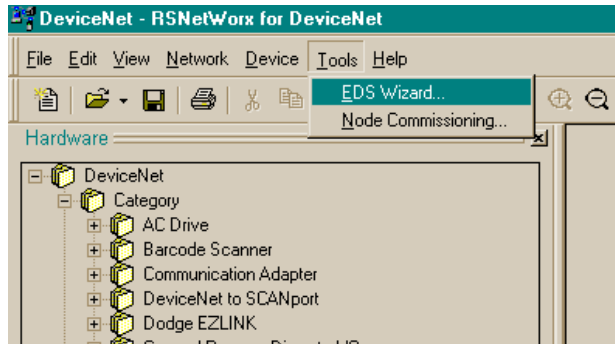 DeviceNet - RSNetWorx for DeviceNet
File Edit View Network Device Tools Help
EDS Wizard...
Node Commissioning...
Hardware
DeviceNet
Category
AC Drive
Barcode Scanner
Communication Adapter
DeviceNet to SCANport
Dodge EZLINK